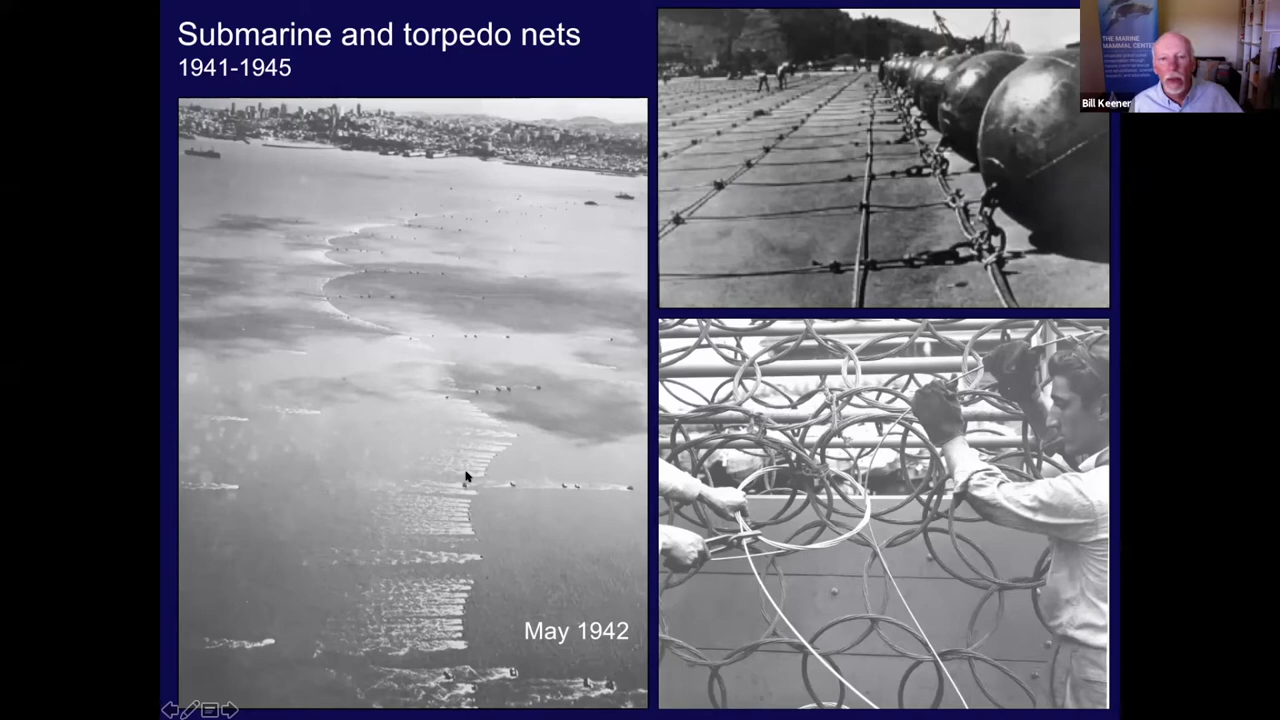 Submarine and torpedo nets
1941-1945
May 1942
THE MARINE
MAMMAL CENTER
Bill Keener